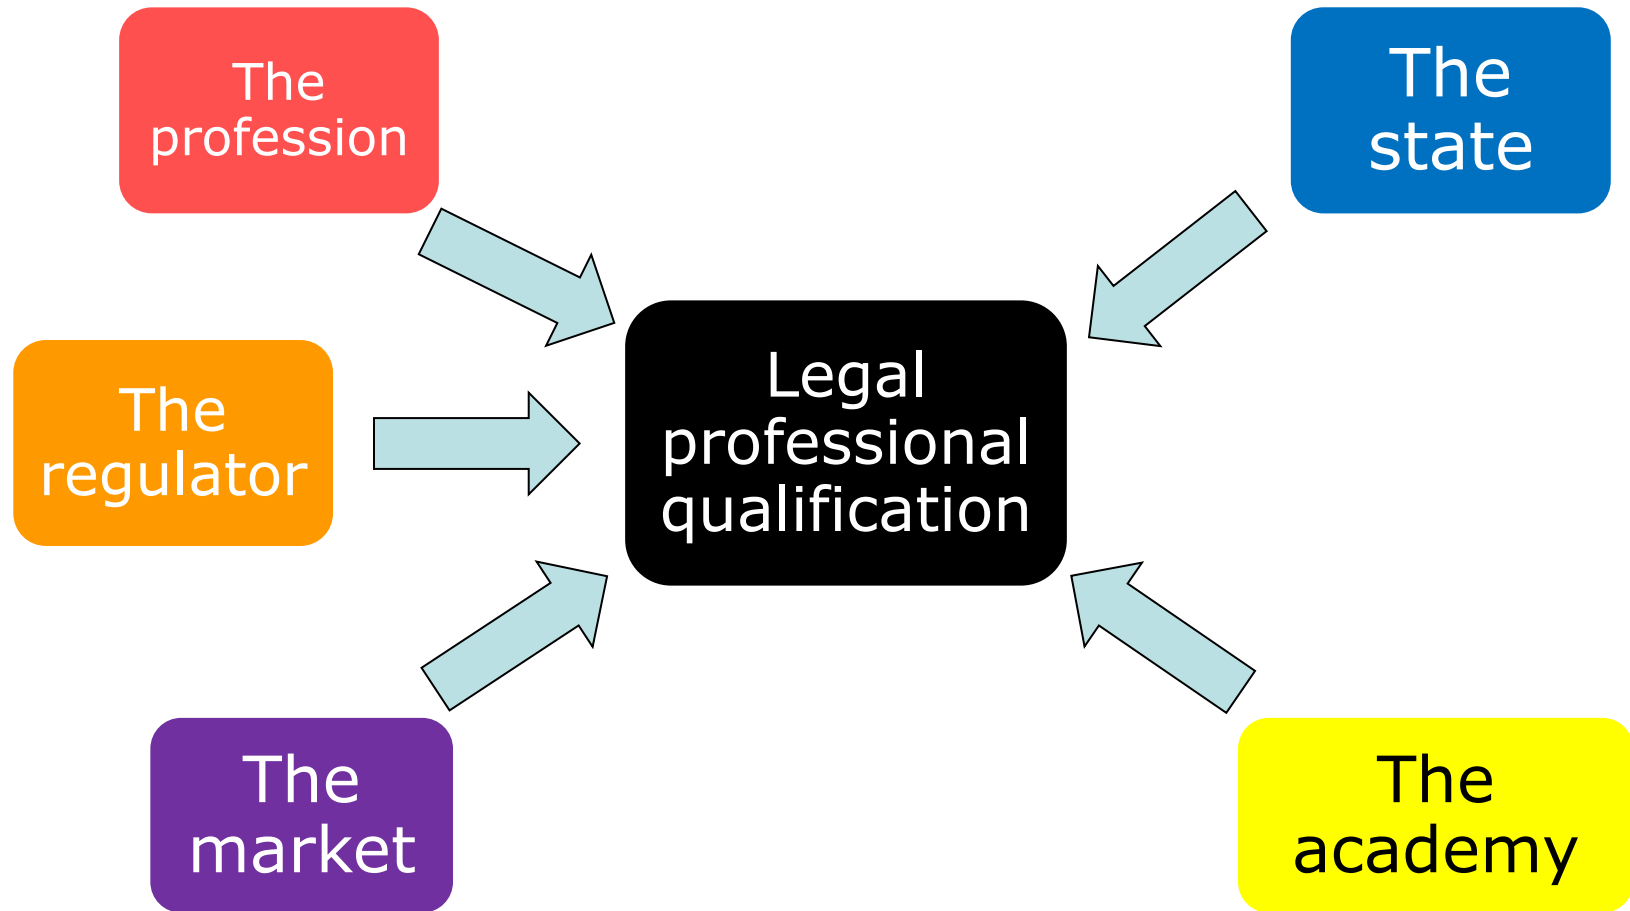 The
profession
The
state
Legal
professional
qualification
The
regulator
The
market
The
academy